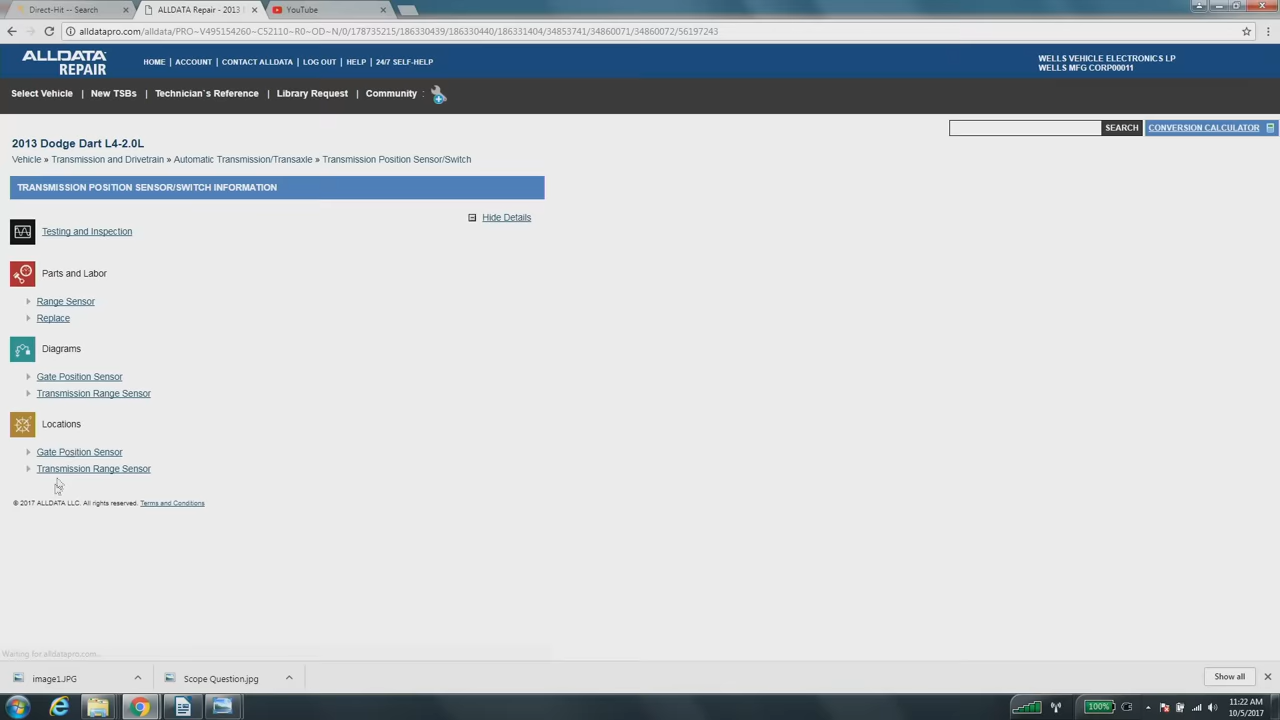 Direct-Hit -- Search
ALLDATA Repair - 2013
YouTube
alldatapro.com/alldata/PRO~V495154260~C52110~R0~OD~N/0/178735215/186330439/186330440/186331404/34853741/34860071/34860072/56197243
ALLDATA
REPAIR
HOME | ACCOUNT | CONTACT ALLDATA | LOG OUT | HELP | 24/7 SELF-HELP
WELLS VEHICLE ELECTRONICS LP
WELLS MFG CORP00011
Select Vehicle | New TSBs | Technician`s Reference | Library Request | Community :
SEARCH CONVERSION CALCULATOR
2013 Dodge Dart L4-2.0L
Vehicle » Transmission and Drivetrain » Automatic Transmission/Transaxle » Transmission Position Sensor/Switch
TRANSMISSION POSITION SENSOR/SWITCH INFORMATION
Hide Details
Testing and Inspection
Parts and Labor
Range Sensor
Replace
Diagrams
Gate Position Sensor
Transmission Range Sensor
Locations
Gate Position Sensor
Transmission Range Sensor
© 2017 ALLDATA LLC. All rights reserved. Terms and Conditions
Waiting for alldatapro.com...
image1.JPG
Scope Question.jpg
Show all
100%
11:22 AM
10/5/2017